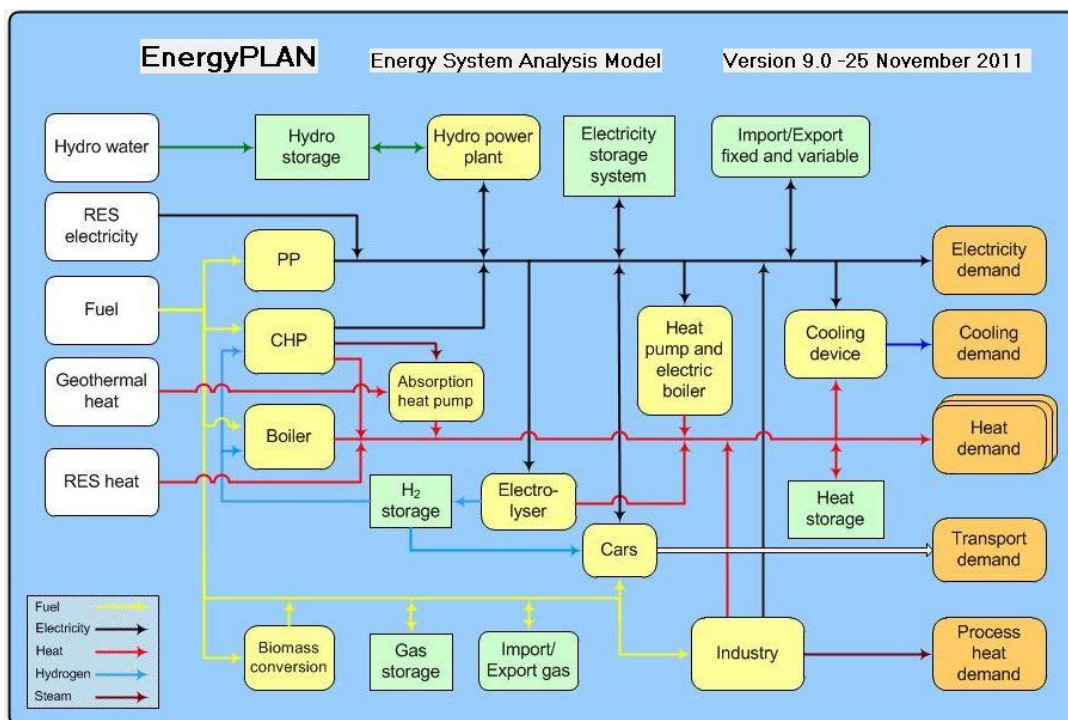 EnergyPLAN
Energy System Analysis Model
Version 9.0 -25 November 2011
Hydro water
Hydro
storage
Hydro power
plant
Electricity
storage
system
Import/Export
fixed and variable
RES
electricity
PP
Electricity
demand
Fuel
CHP
Heat
pump and
electric
boiler
Cooling
device
Cooling
demand
Geothermal
heat
Absorption
heat pump
Boiler
Heat
demand
RES heat
H2
storage
Electro-
lyser
Heat
storage
Cars
Transport
demand
Fuel
Electricity
Heat
Hydrogen
Steam
Biomass
conversion
Gas
storage
Import/
Export gas
Industry
Process
heat
demand